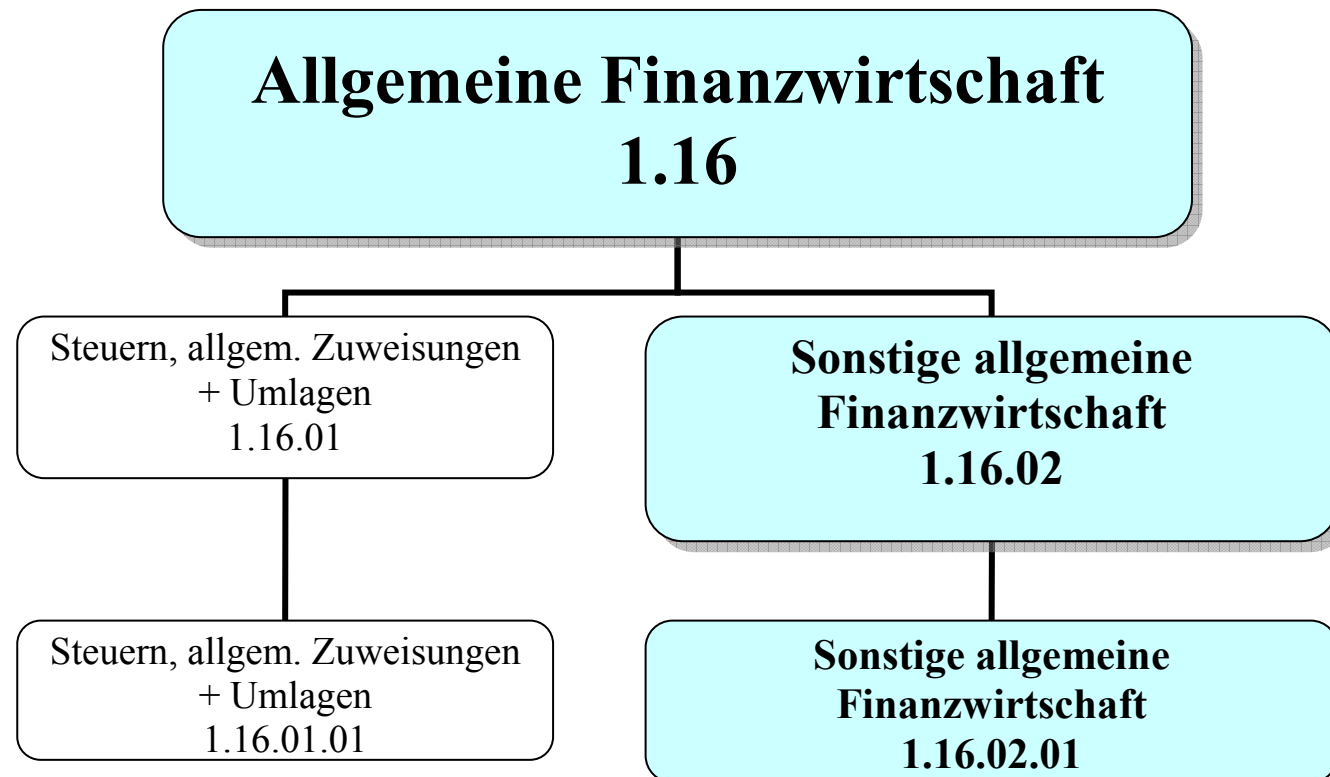 Allgemeine Finanzwirtschaft
1.16
Steuern, allgem. Zuweisungen
+ Umlagen
1.16.01
Sonstige allgemeine
Finanzwirtschaft
1.16.02
Steuern, allgem. Zuweisungen
+ Umlagen
1.16.01.01
Sonstige allgemeine
Finanzwirtschaft
1.16.02.01